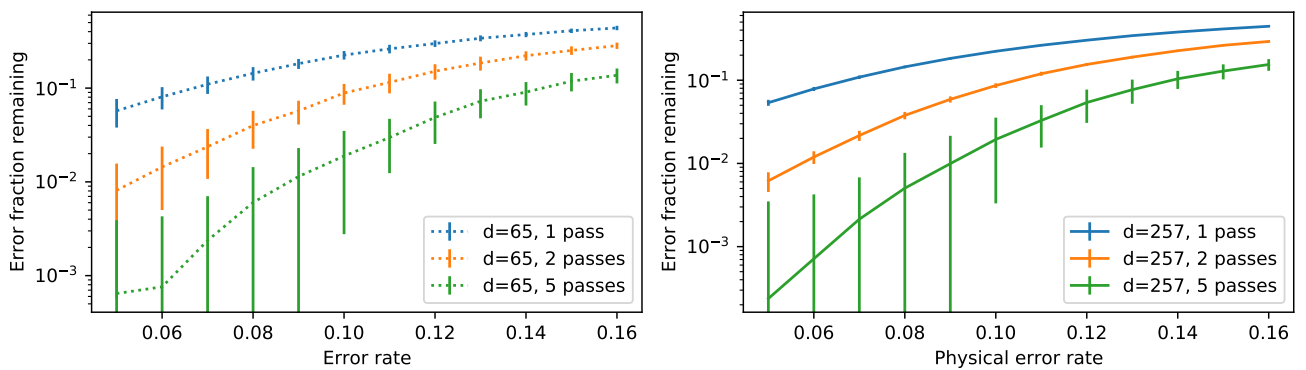 Error fraction remaining
10⁻¹
10⁻²
10⁻³
0.06 0.08 0.10 0.12 0.14 0.16
Error rate
d=65, 1 pass
d=65, 2 passes
d=65, 5 passes
Error fraction remaining
10⁻¹
10⁻²
10⁻³
0.06 0.08 0.10 0.12 0.14 0.16
Physical error rate
d=257, 1 pass
d=257, 2 passes
d=257, 5 passes